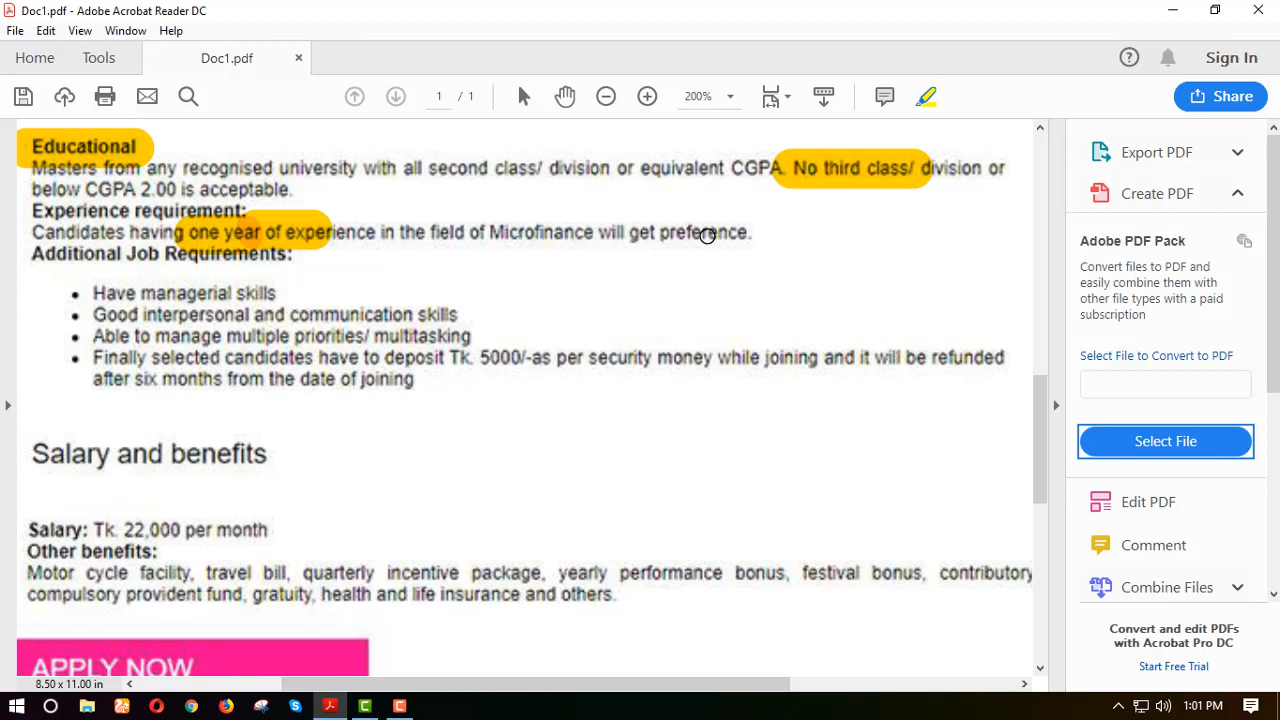 Doc1.pdf - Adobe Acrobat Reader DC
File Edit View Window Help
Home Tools Doc1.pdf × Sign In
1 / 1 200% Share
Educational
Masters from any recognised university with all second class/ division or equivalent CGPA. No third class/ division or
below CGPA 2.00 is acceptable.
Experience requirement:
Candidates having one year of experience in the field of Microfinance will get preference.
Additional Job Requirements:
• Have managerial skills
• Good interpersonal and communication skills
• Able to manage multiple priorities/ multitasking
• Finally selected candidates have to deposit Tk. 5000/-as per security money while joining and it will be refunded
after six months from the date of joining
Salary and benefits
Salary: Tk. 22,000 per month
Other benefits:
Motor cycle facility, travel bill, quarterly incentive package, yearly performance bonus, festival bonus, contributory
compulsory provident fund, gratuity, health and life insurance and others.
APPLY NOW
8.50 x 11.00 in
Export PDF
Create PDF
Adobe PDF Pack
Convert files to PDF and
easily combine them with
other file types with a paid
subscription
Select File to Convert to PDF
Select File
Edit PDF
Comment
Combine Files
Convert and edit PDFs
with Acrobat Pro DC
Start Free Trial
1:01 PM